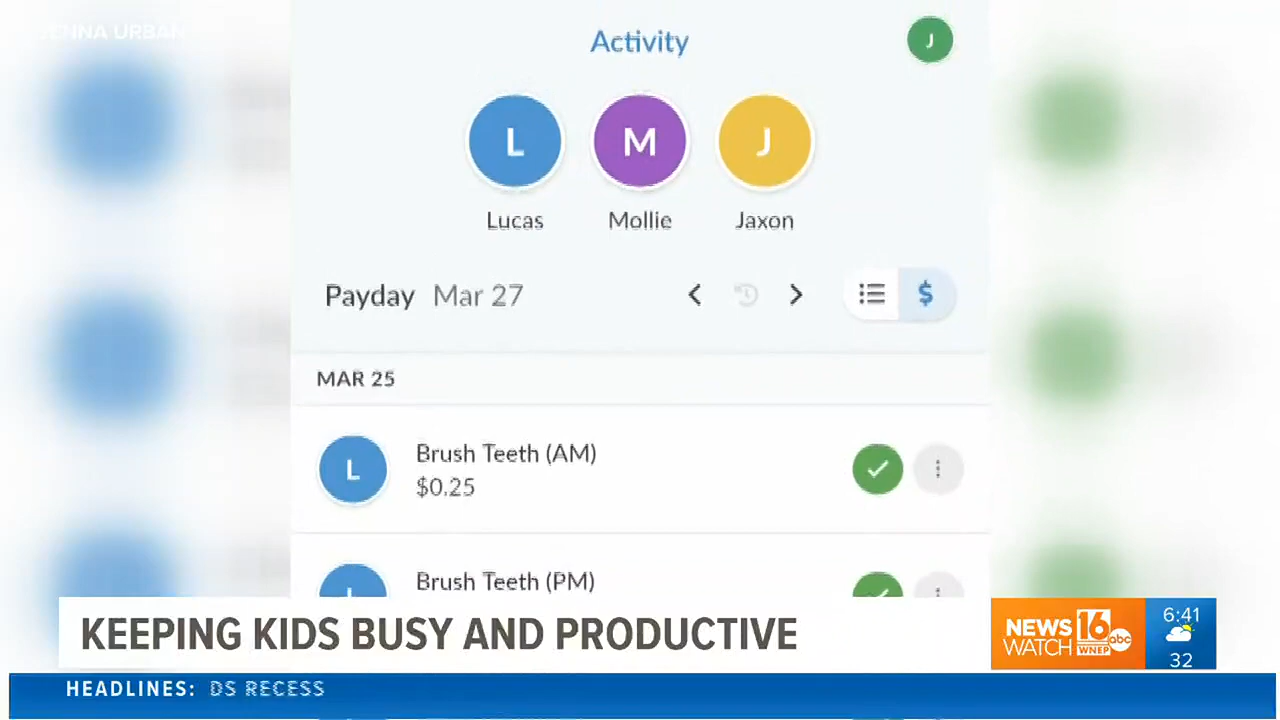 Activity
J
L
M
J
Lucas
Mollie
Jaxon
Payday Mar 27
$
MAR 25
L
Brush Teeth (AM)
$0.25
Brush Teeth (PM)
KEEPING KIDS BUSY AND PRODUCTIVE
NEWS
WATCH
16
WNEP
abc
6:41
32
HEADLINES: DS RECESS